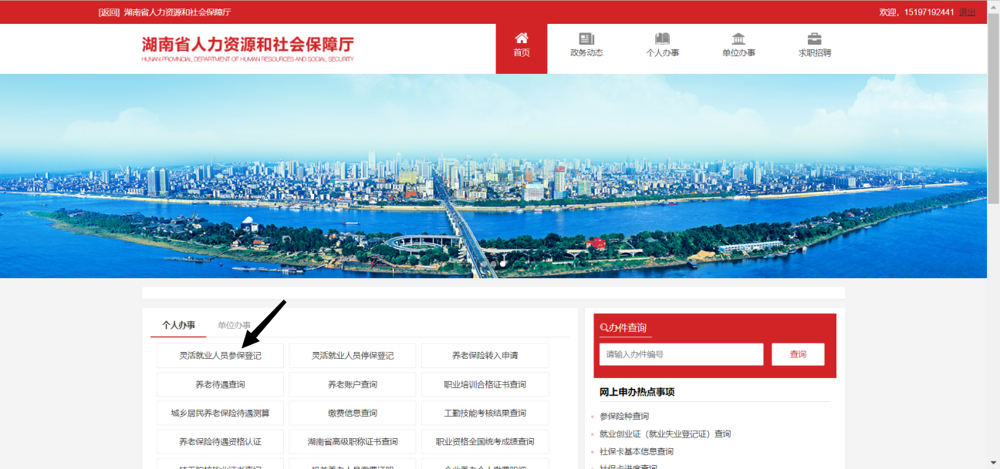 [返回] 湖南省人力资源和社会保障厅
欢迎, 15197192441 退出
湖南省人力资源和社会保障厅
HUNAN PROVINCIAL DEPARTMENT OF HUMAN RESOURCES AND SOCIAL SECURITY
首页
政务动态
个人办事
单位办事
求职招聘
个人办事 单位办事
灵活就业人员参保登记 灵活就业人员停保登记 养老保险转入申请
养老待遇查询 养老账户查询 职业培训合格证书查询
城乡居民养老保险待遇测算 缴费信息查询 工勤技能考核结果查询
养老保险待遇资格认证 湖南省高级职称证书查询 职业资格全国统考成绩查询
办件查询
请输入办件编号 查询
网上申办热点事项
参保险种查询
就业创业证（就业失业登记证）查询
社保卡基本信息查询
社保卡进度查询